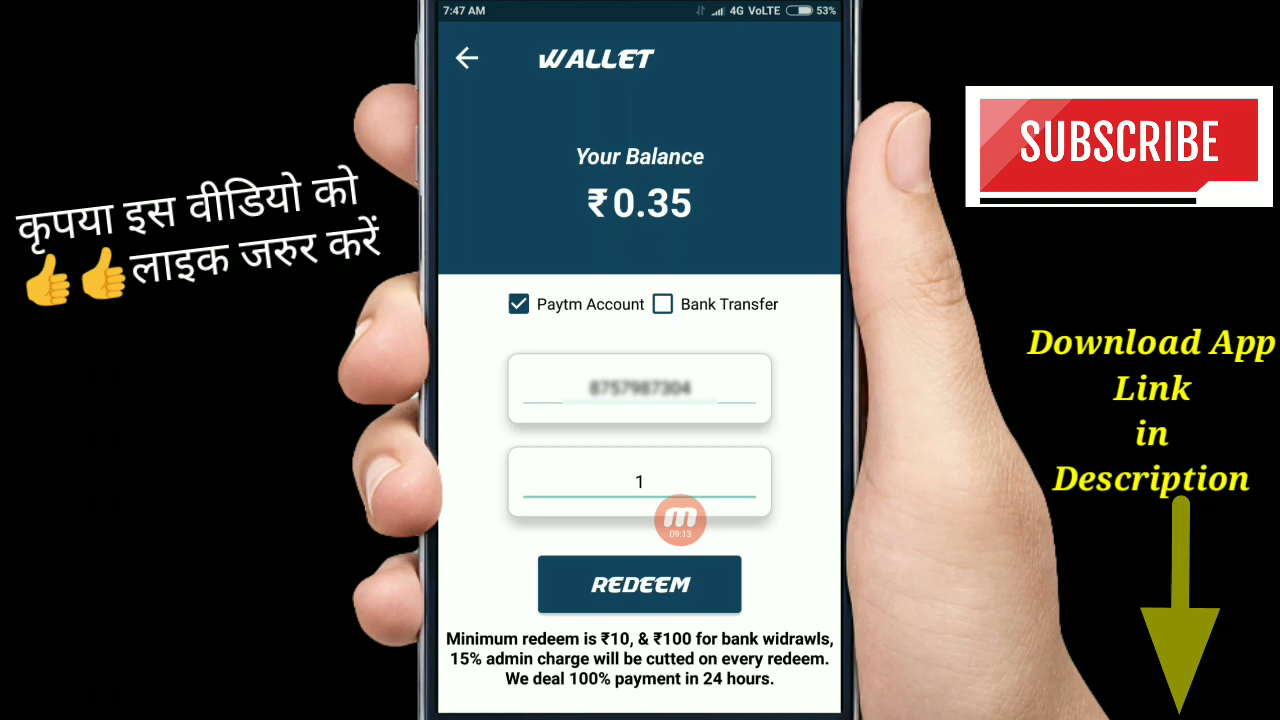 7:47 AM
4G VoLTE 53%
WALLET
Your Balance
₹0.35
Paytm Account
Bank Transfer
1
09:13
REDEEM
Minimum redeem is ₹10, & ₹100 for bank widrawls,
15% admin charge will be cutted on every redeem.
We deal 100% payment in 24 hours.
कृपया इस वीडियो को
👍👍लाइक जरुर करें
SUBSCRIBE
Download App
Link
in
Description